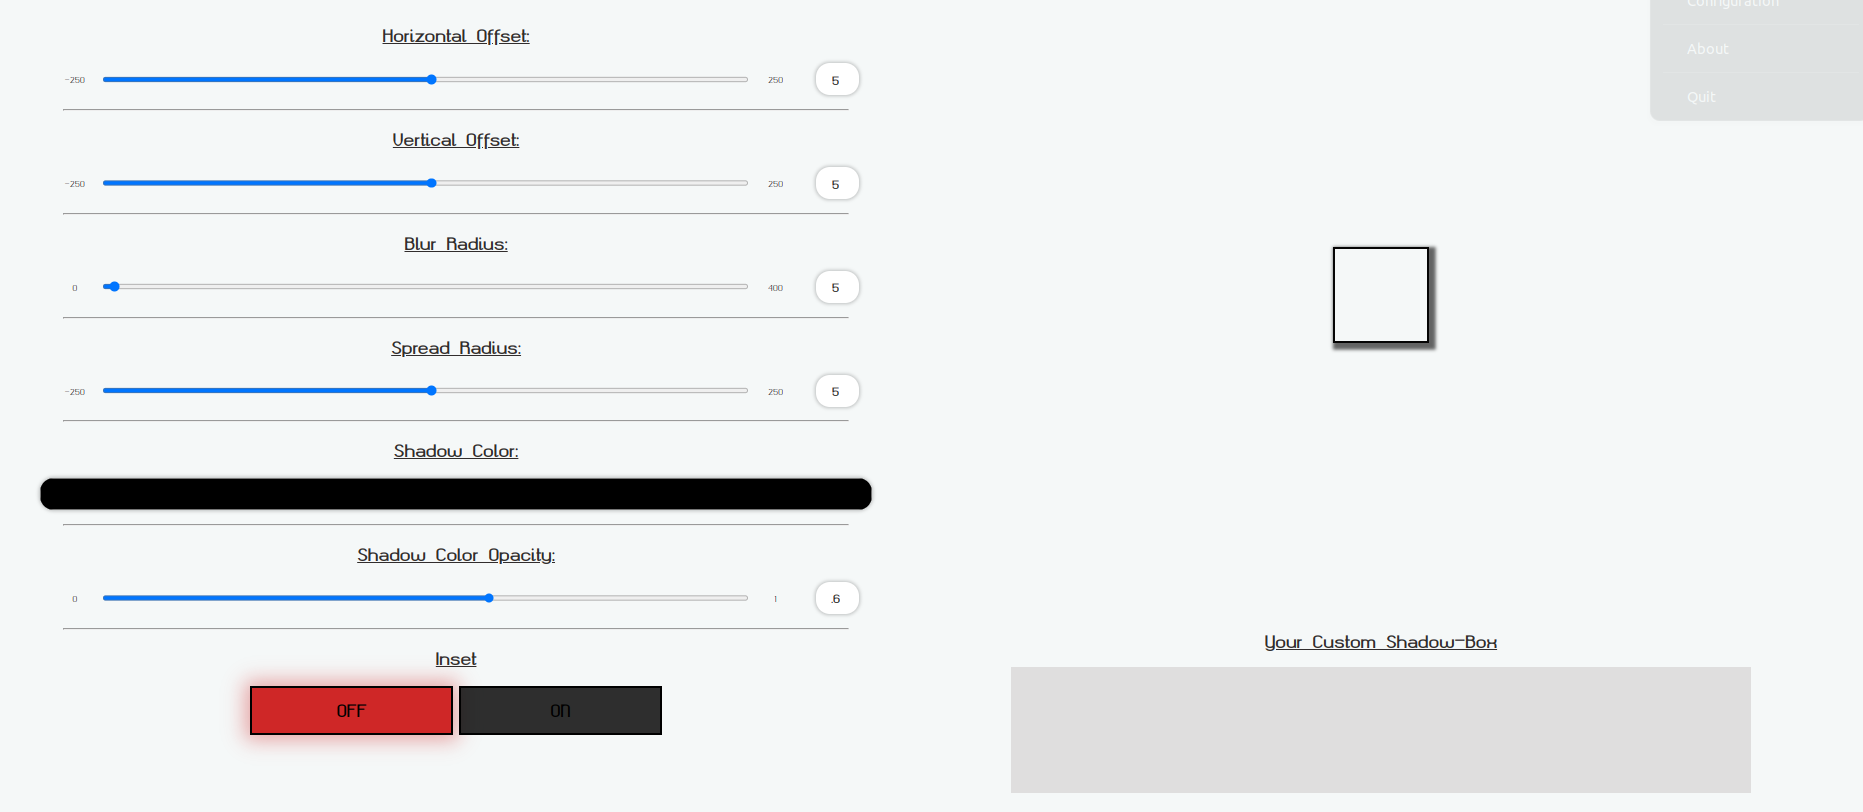 Horizontal Offset:
-250
250
5
Vertical Offset:
-250
250
5
Blur Radius:
0
400
5
Spread Radius:
-250
250
5
Shadow Color:
Shadow Color Opacity:
0
1
.6
Inset
OFF
ON
Configuration
About
Quit
Your Custom Shadow-Box